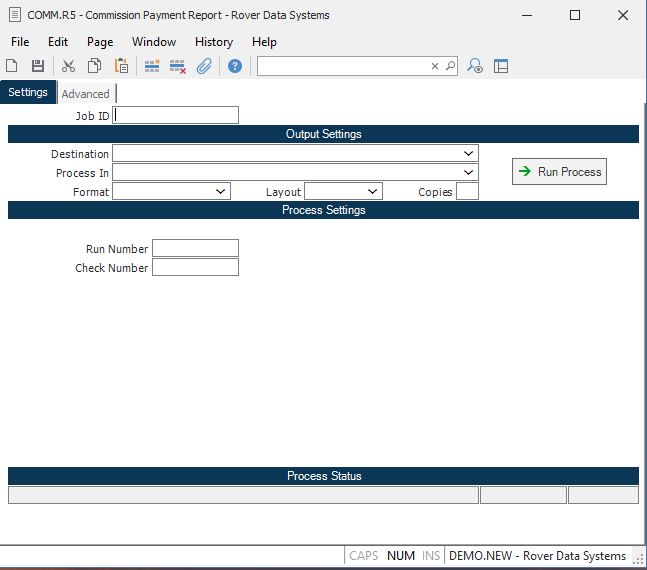 COMM.R5 - Commission Payment Report - Rover Data Systems
File Edit Page Window History Help
Settings Advanced
Job ID
Output Settings
Destination
Process In
Run Process
Format Layout Copies
Process Settings
Run Number
Check Number
Process Status
CAPS NUM INS DEMO.NEW - Rover Data Systems